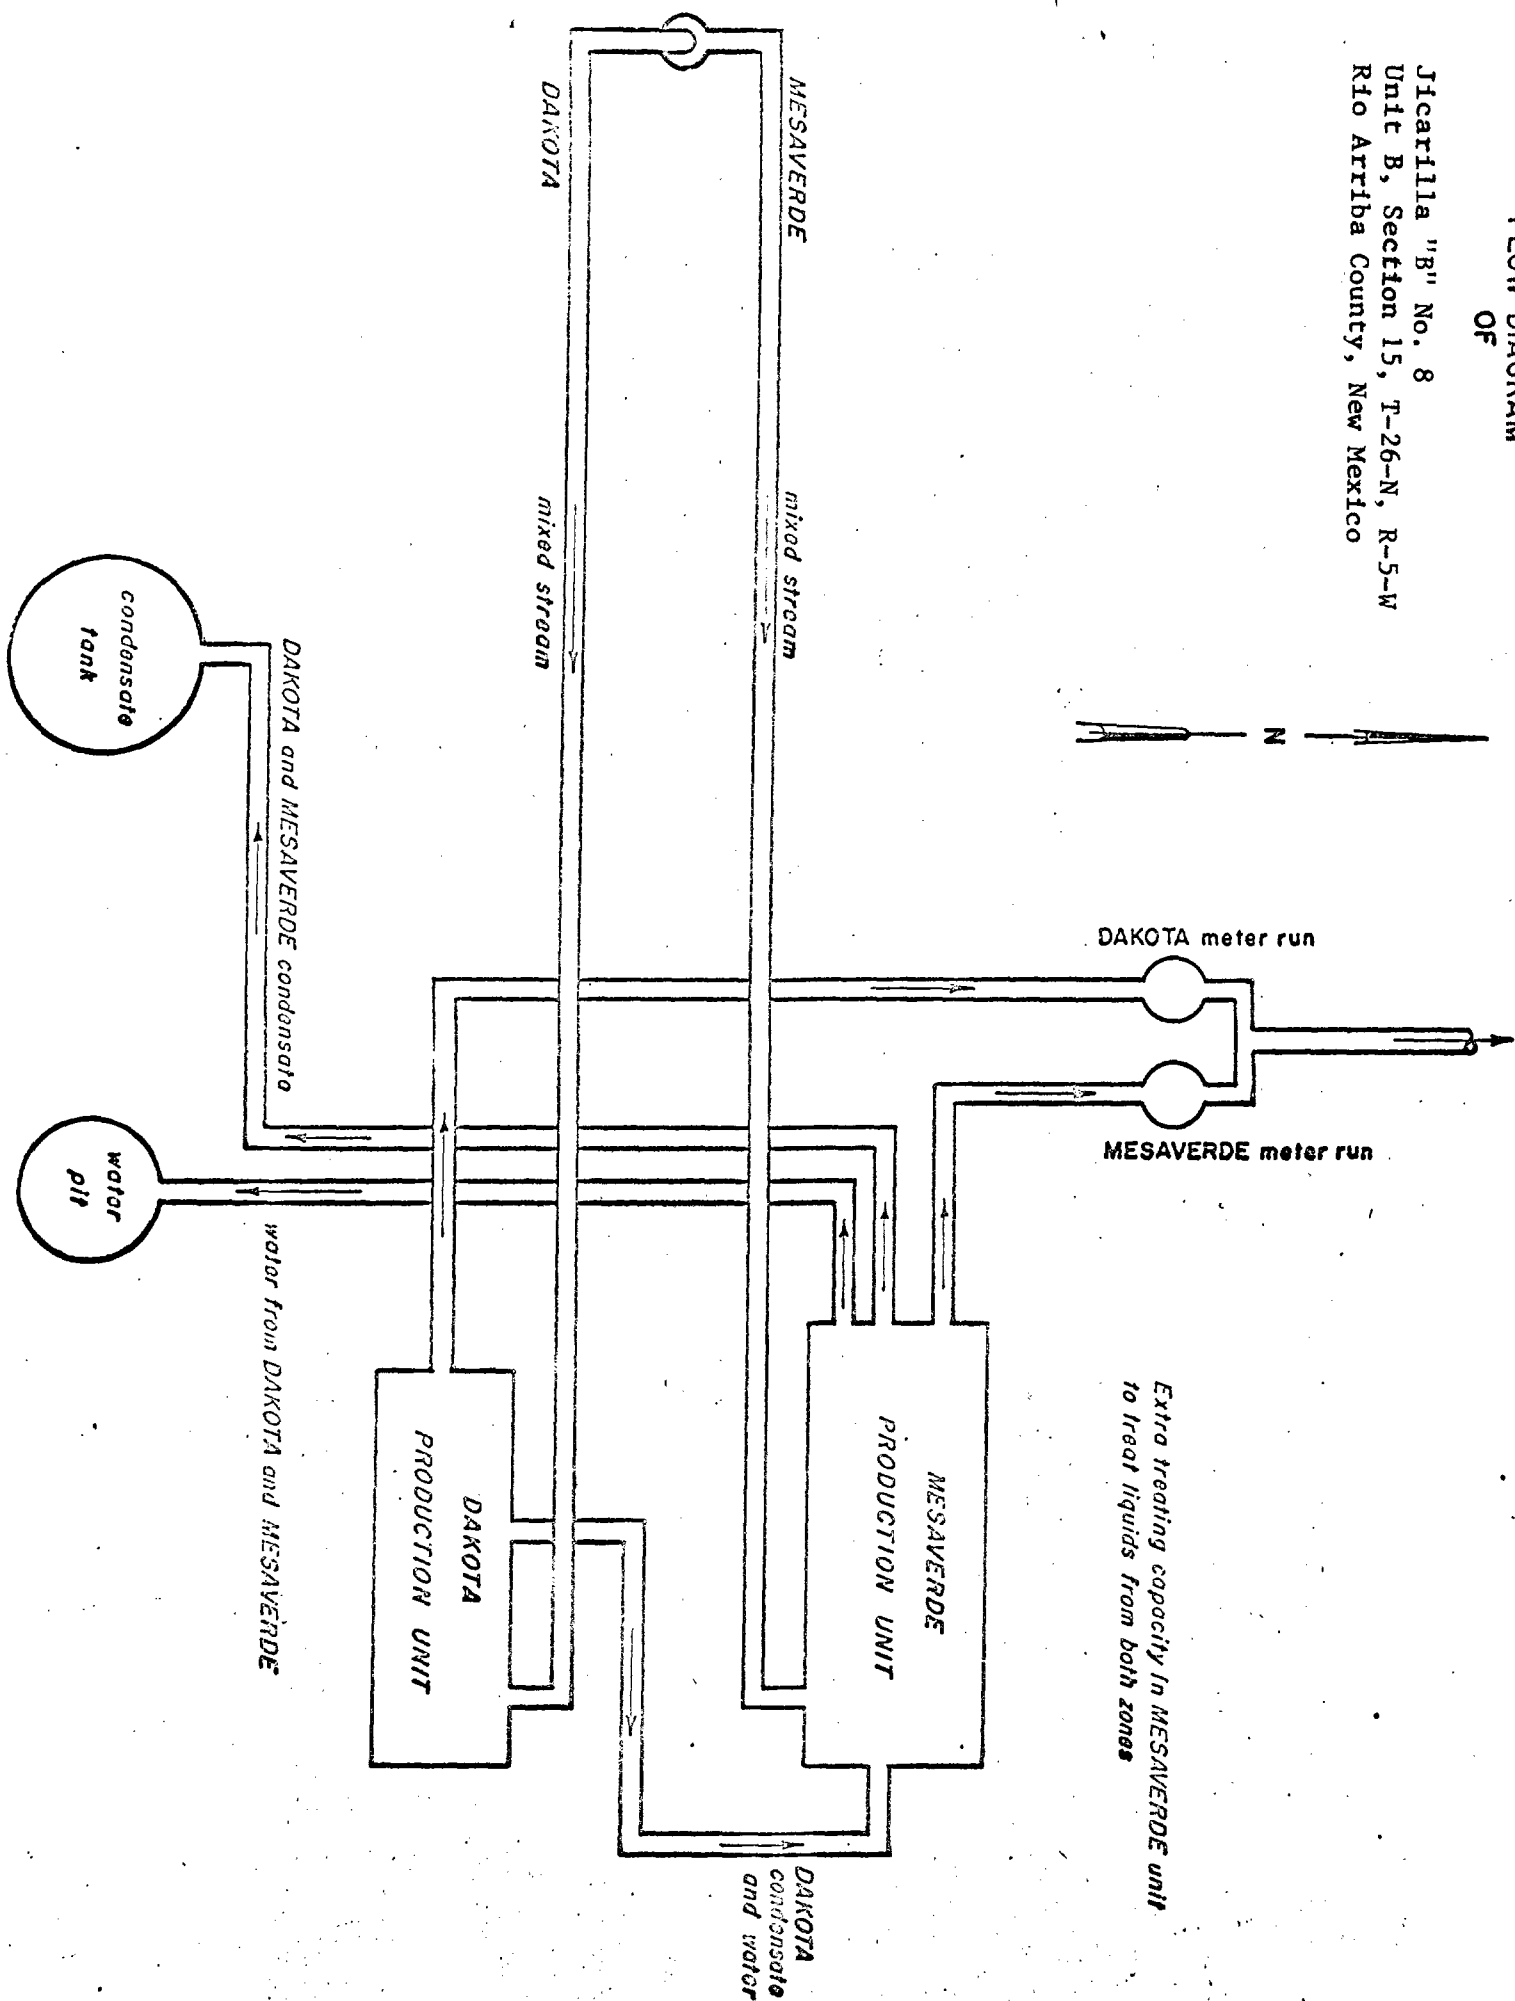 FLOW DIAGRAM
OF
Jicarilla "B" No. 8
Unit B, Section 15, T-26-N, R-5-W
Rio Arriba County, New Mexico
N
MESAVERDE
DAKOTA
mixed stream
mixed stream
DAKOTA meter run
MESAVERDE meter run
DAKOTA and MESAVERDE condensate
condensate
tank
water
pit
water from DAKOTA and MESAVERDE
Extra treating capacity in MESAVERDE unit
to treat liquids from both zones
MESAVERDE
PRODUCTION UNIT
DAKOTA
PRODUCTION UNIT
DAKOTA
condensate
and water